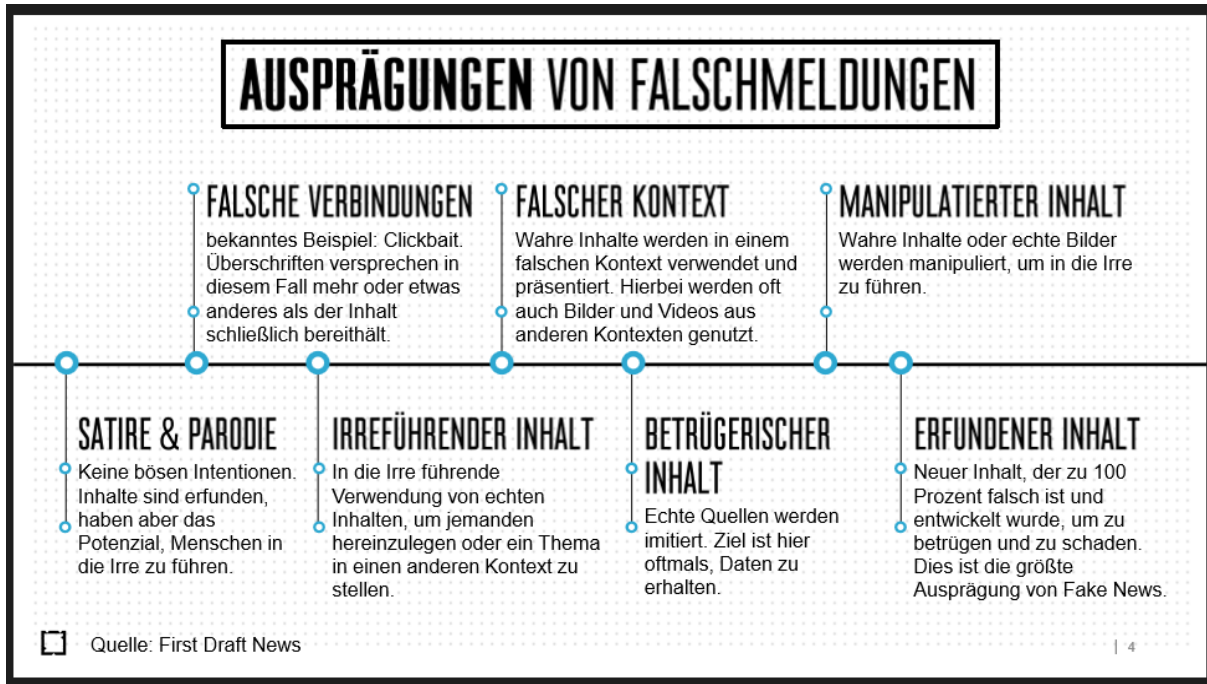 AUSPRÄGUNGEN VON FALSCHMELDUNGEN
FALSCHE VERBINDUNGEN
bekanntes Beispiel: Clickbait.
Überschriften versprechen in
diesem Fall mehr oder etwas
anderes als der Inhalt
schließlich bereithält.
FALSCHER KONTEXT
Wahre Inhalte werden in einem
falschen Kontext verwendet und
präsentiert. Hierbei werden oft
auch Bilder und Videos aus
anderen Kontexten genutzt.
MANIPULATIERTER INHALT
Wahre Inhalte oder echte Bilder
werden manipuliert, um in die Irre
zu führen.
SATIRE & PARODIE
Keine bösen Intentionen.
Inhalte sind erfunden,
haben aber das
Potenzial, Menschen in
die Irre zu führen.
IRREFÜHRENDER INHALT
In die Irre führende
Verwendung von echten
Inhalten, um jemanden
hereinzulegen oder ein Thema
in einen anderen Kontext zu
stellen.
BETRÜGERISCHER
INHALT
Echte Quellen werden
imitiert. Ziel ist hier
oftmals, Daten zu
erhalten.
ERFUNDENER INHALT
Neuer Inhalt, der zu 100
Prozent falsch ist und
entwickelt wurde, um zu
betrügen und zu schaden.
Dies ist die größte
Ausprägung von Fake News.
Quelle: First Draft News
| 4